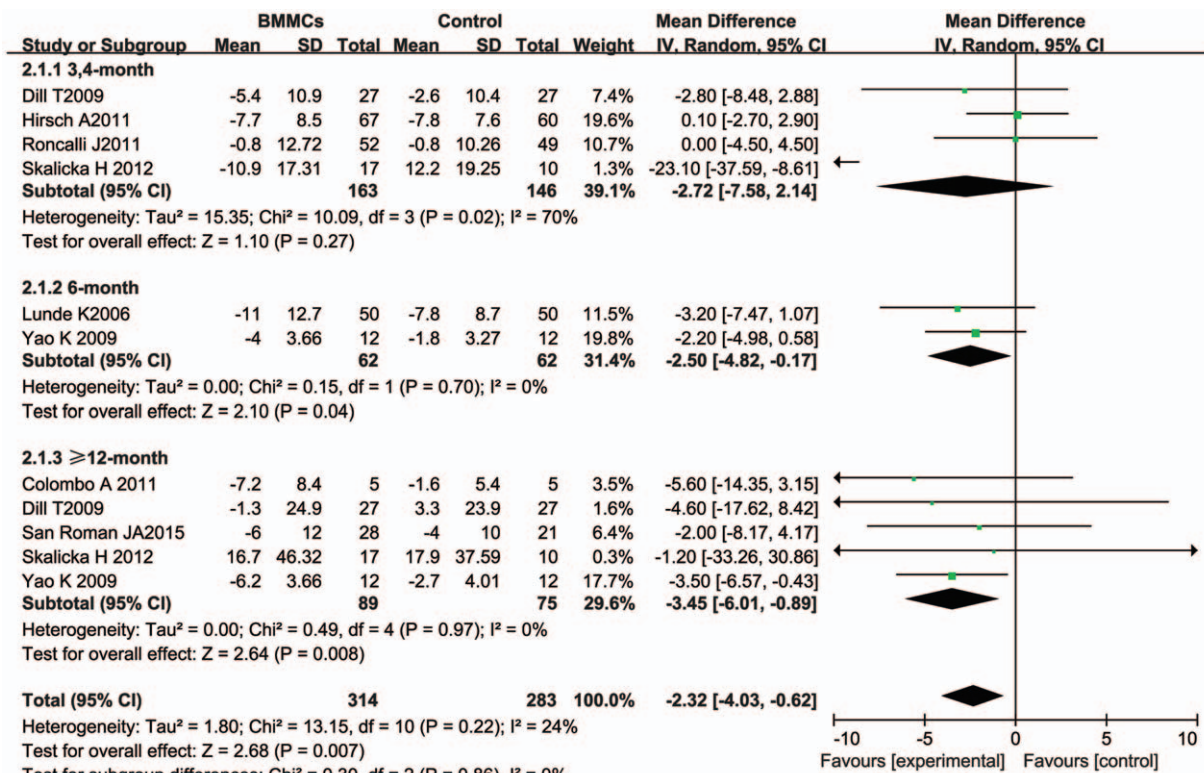 BMMCs Control Mean Difference Mean Difference
Study or Subgroup Mean SD Total Mean SD Total Weight IV, Random, 95% CI IV, Random, 95% CI
2.1.1 3,4-month
Dill T2009 -5.4 10.9 27 -2.6 10.4 27 7.4% -2.80 [-8.48, 2.88]
Hirsch A2011 -7.7 8.5 67 -7.8 7.6 60 19.6% 0.10 [-2.70, 2.90]
Roncalli J2011 -0.8 12.72 52 -0.8 10.26 49 10.7% 0.00 [-4.50, 4.50]
Skalicka H 2012 -10.9 17.31 17 12.2 19.25 10 1.3% -23.10 [-37.59, -8.61]
Subtotal (95% CI) 163 146 39.1% -2.72 [-7.58, 2.14]
Heterogeneity: Tau² = 15.35; Chi² = 10.09, df = 3 (P = 0.02); I² = 70%
Test for overall effect: Z = 1.10 (P = 0.27)
2.1.2 6-month
Lunde K2006 -11 12.7 50 -7.8 8.7 50 11.5% -3.20 [-7.47, 1.07]
Yao K 2009 -4 3.66 12 -1.8 3.27 12 19.8% -2.20 [-4.98, 0.58]
Subtotal (95% CI) 62 62 31.4% -2.50 [-4.82, -0.17]
Heterogeneity: Tau² = 0.00; Chi² = 0.15, df = 1 (P = 0.70); I² = 0%
Test for overall effect: Z = 2.10 (P = 0.04)
2.1.3 ≥12-month
Colombo A 2011 -7.2 8.4 5 -1.6 5.4 5 3.5% -5.60 [-14.35, 3.15]
Dill T2009 -1.3 24.9 27 3.3 23.9 27 1.6% -4.60 [-17.62, 8.42]
San Roman JA2015 -6 12 28 -4 10 21 6.4% -2.00 [-8.17, 4.17]
Skalicka H 2012 16.7 46.32 17 17.9 37.59 10 0.3% -1.20 [-33.26, 30.86]
Yao K 2009 -6.2 3.66 12 -2.7 4.01 12 17.7% -3.50 [-6.57, -0.43]
Subtotal (95% CI) 89 75 29.6% -3.45 [-6.01, -0.89]
Heterogeneity: Tau² = 0.00; Chi² = 0.49, df = 4 (P = 0.97); I² = 0%
Test for overall effect: Z = 2.64 (P = 0.008)
Total (95% CI) 314 283 100.0% -2.32 [-4.03, -0.62]
Heterogeneity: Tau² = 1.80; Chi² = 13.15, df = 10 (P = 0.22); I² = 24%
Test for overall effect: Z = 2.68 (P = 0.007)
Test for subgroup differences: Chi² = 0.30, df = 2 (P = 0.86), I² = 0%
-10 -5 0 5 10
Favours [experimental] Favours [control]